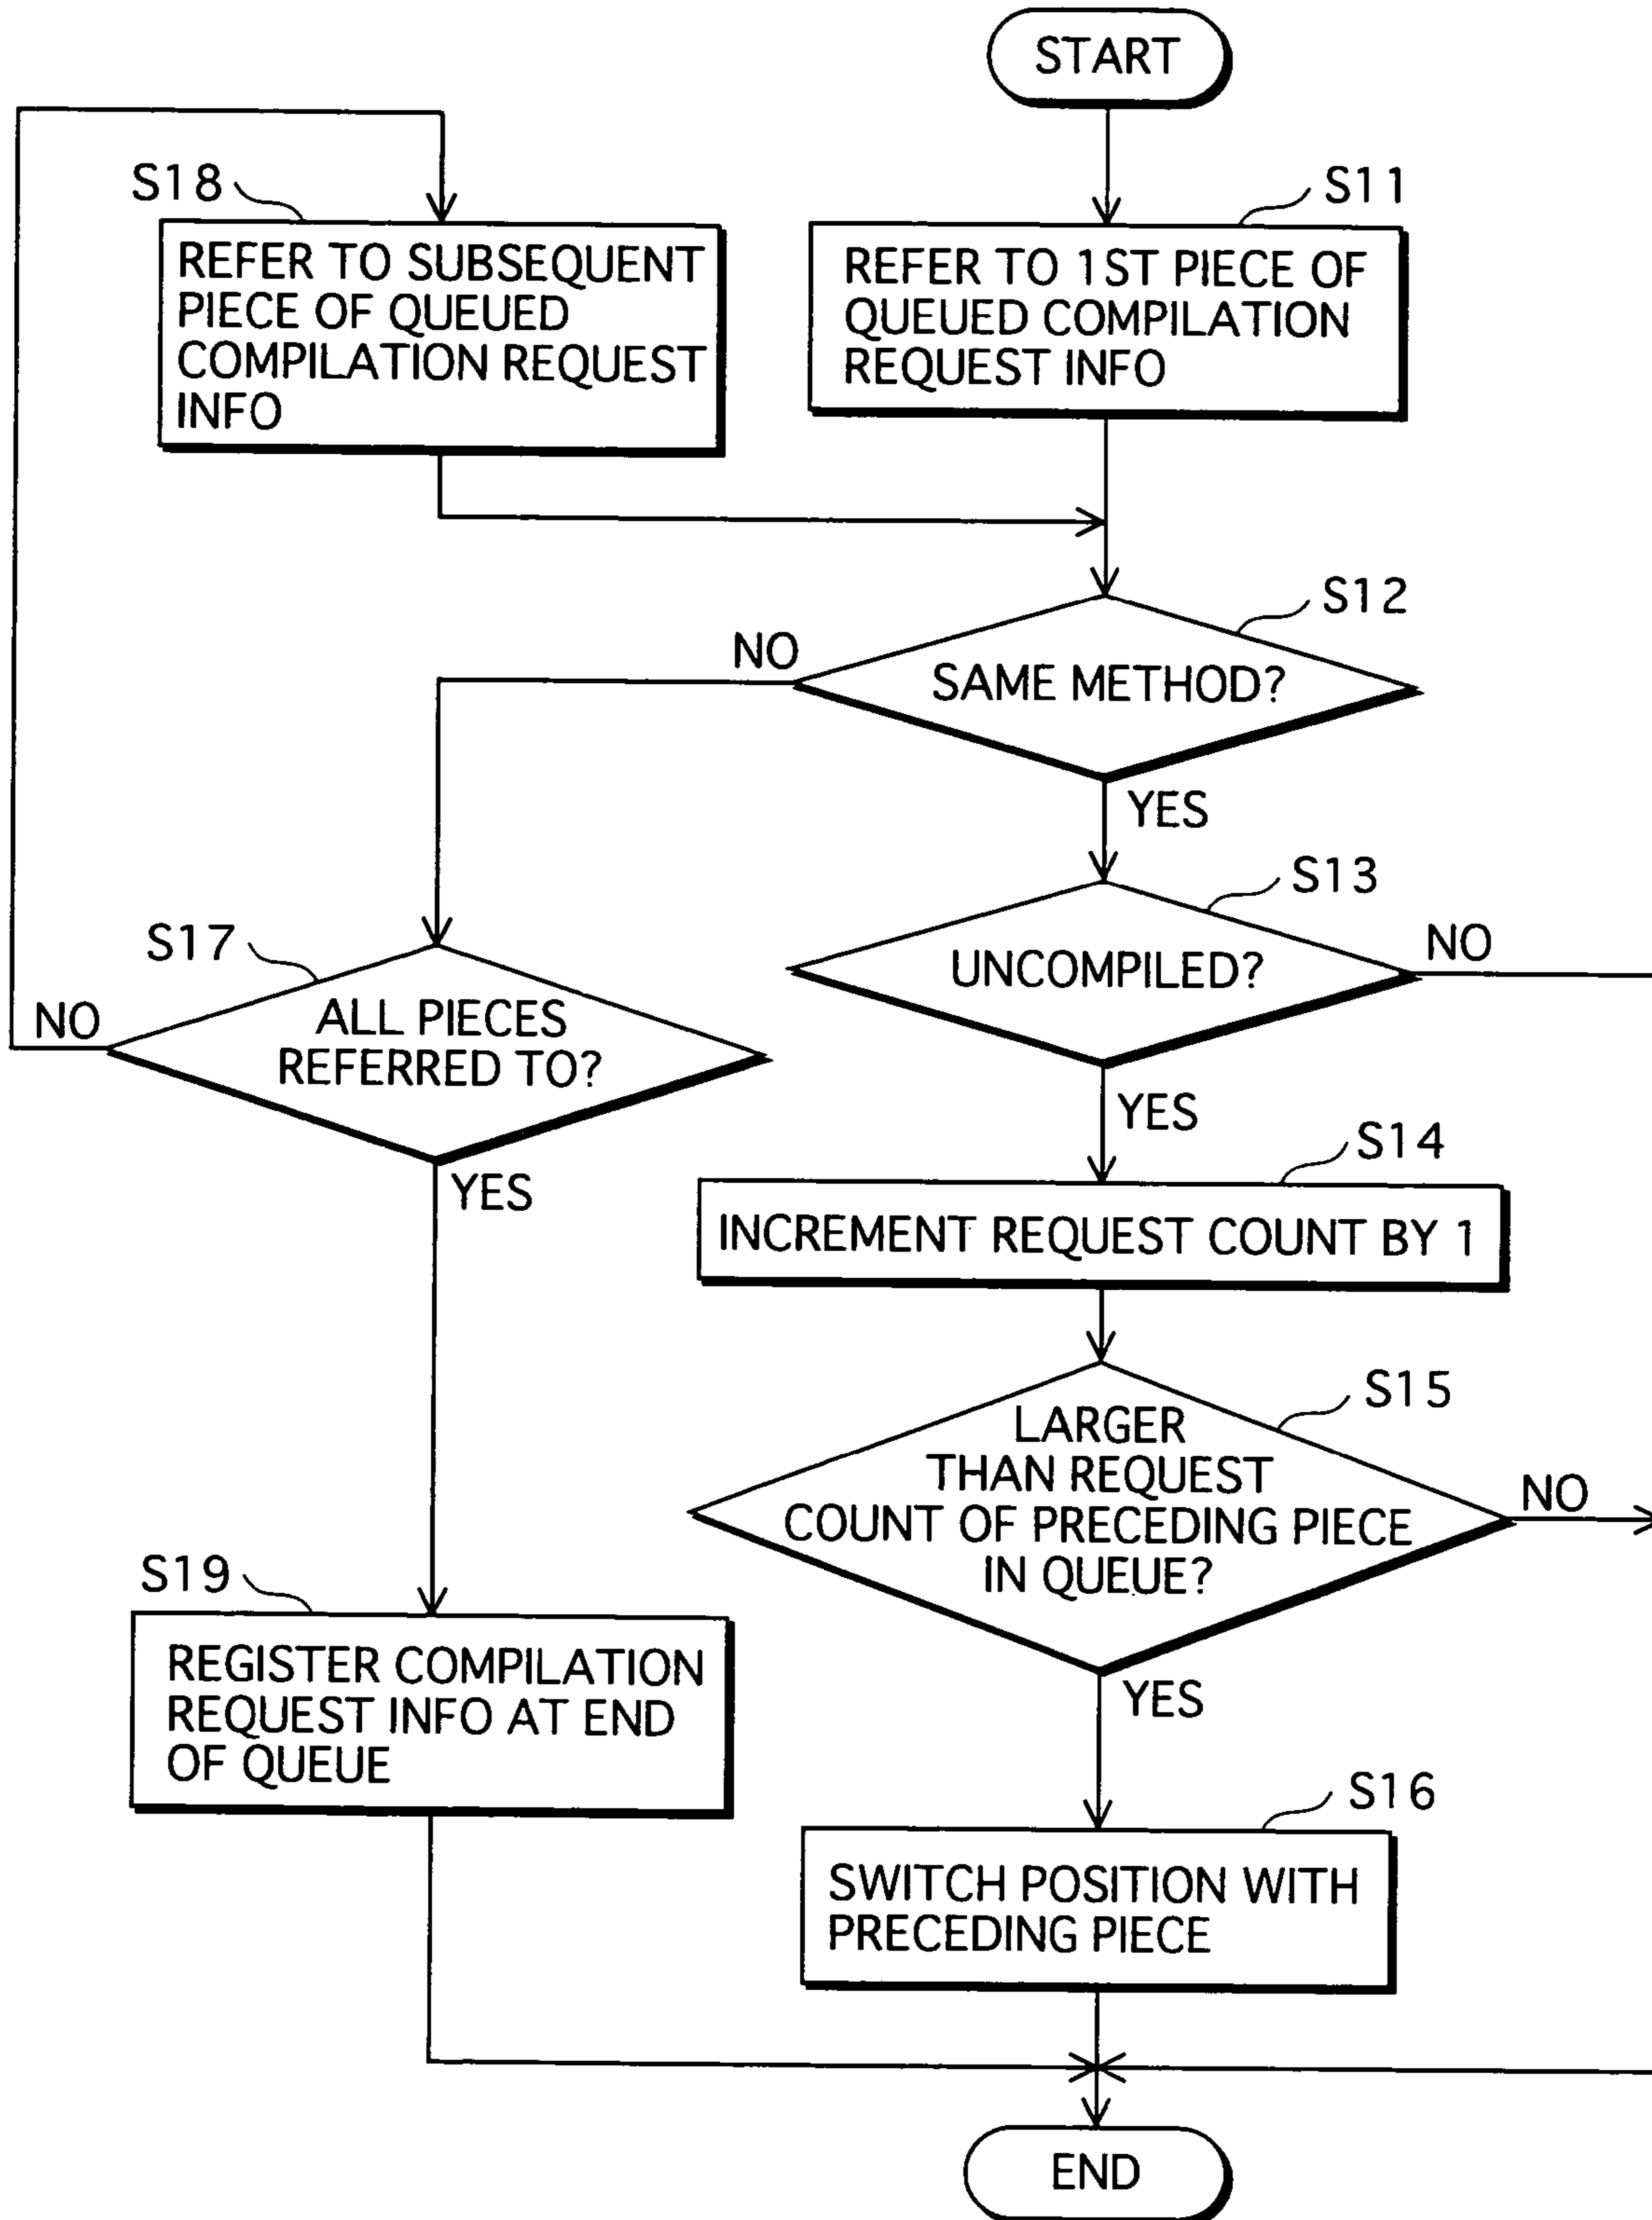 START
S18
REFER TO SUBSEQUENT
PIECE OF QUEUED
COMPILATION REQUEST
INFO
S11
REFER TO 1ST PIECE OF
QUEUED COMPILATION
REQUEST INFO
S12
SAME METHOD?
NO
YES
S13
UNCOMPILED?
NO
YES
S17
ALL PIECES
REFERRED TO?
NO
YES
S14
INCREMENT REQUEST COUNT BY 1
S15
LARGER
THAN REQUEST
COUNT OF PRECEDING PIECE
IN QUEUE?
NO
YES
S19
REGISTER COMPILATION
REQUEST INFO AT END
OF QUEUE
S16
SWITCH POSITION WITH
PRECEDING PIECE
END